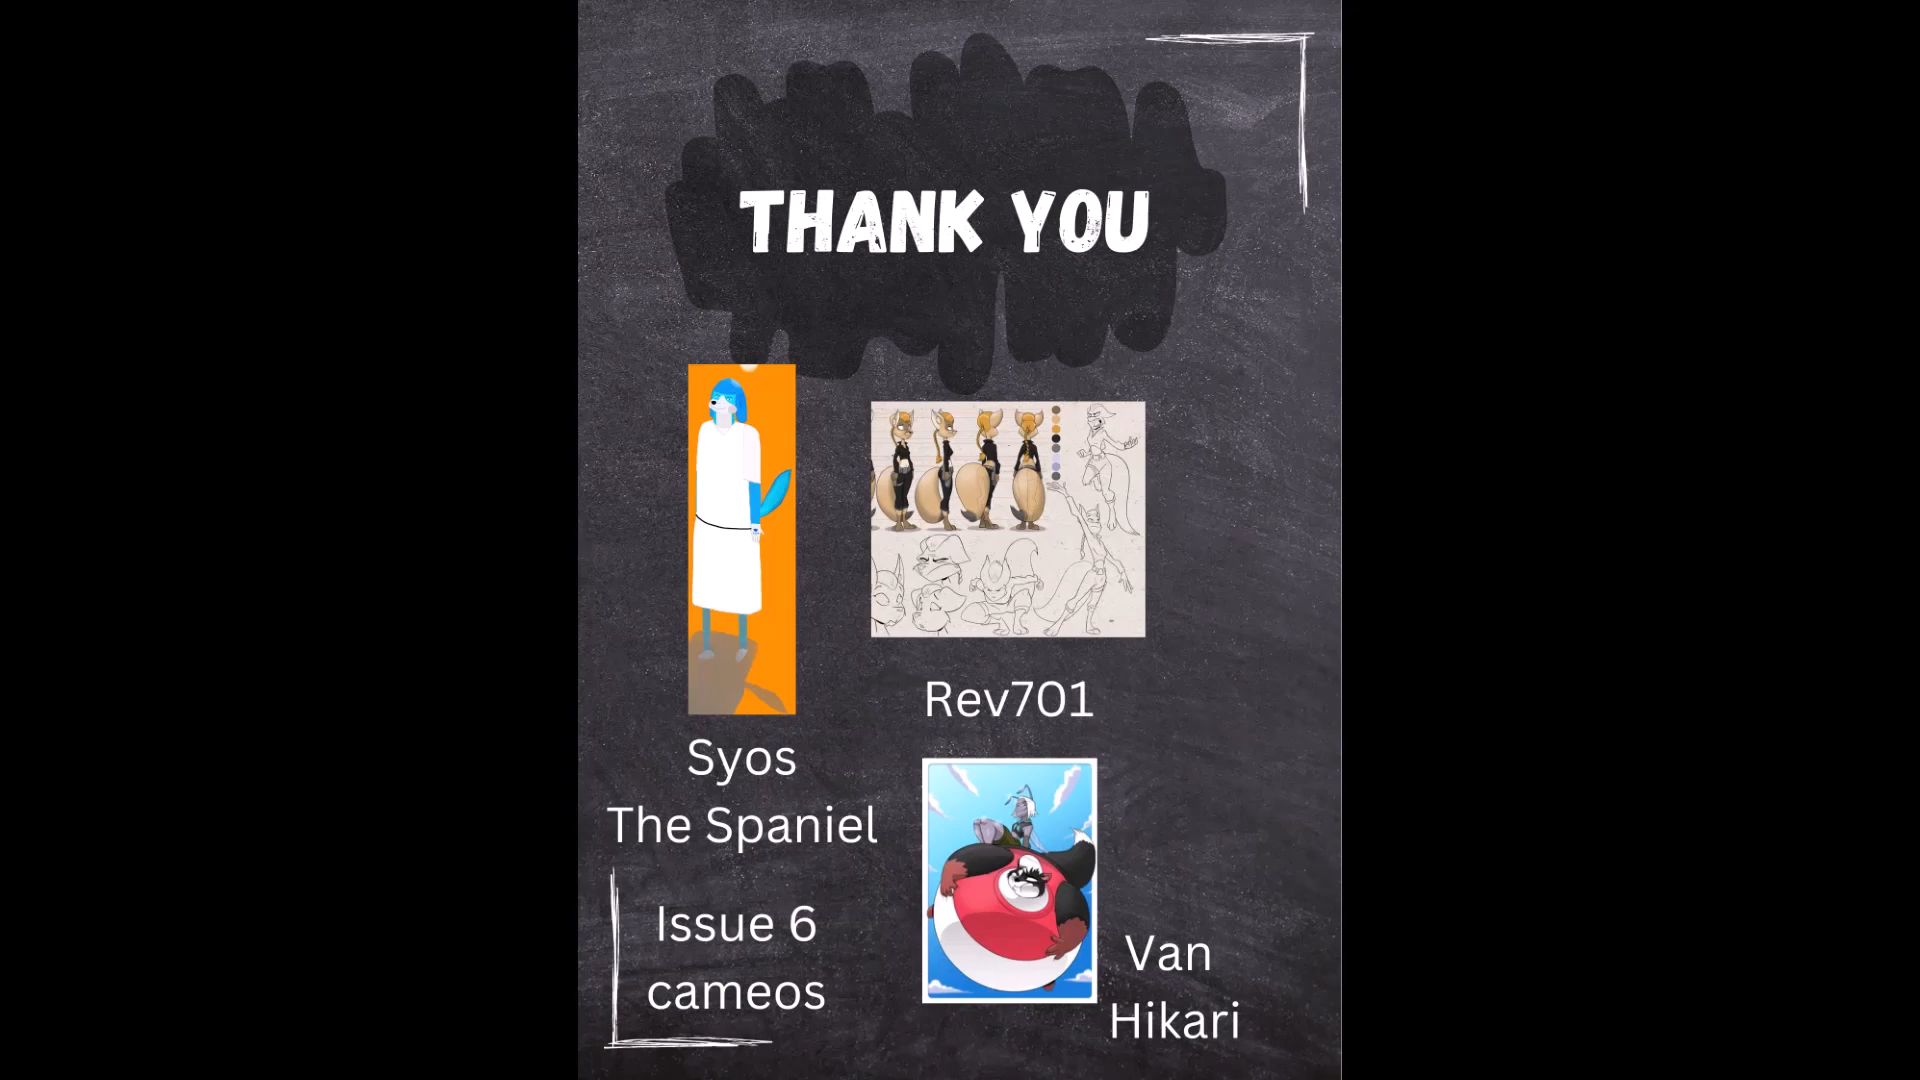 THANK YOU
Rev701
Syos
The Spaniel
Issue 6
cameos
Van
Hikari